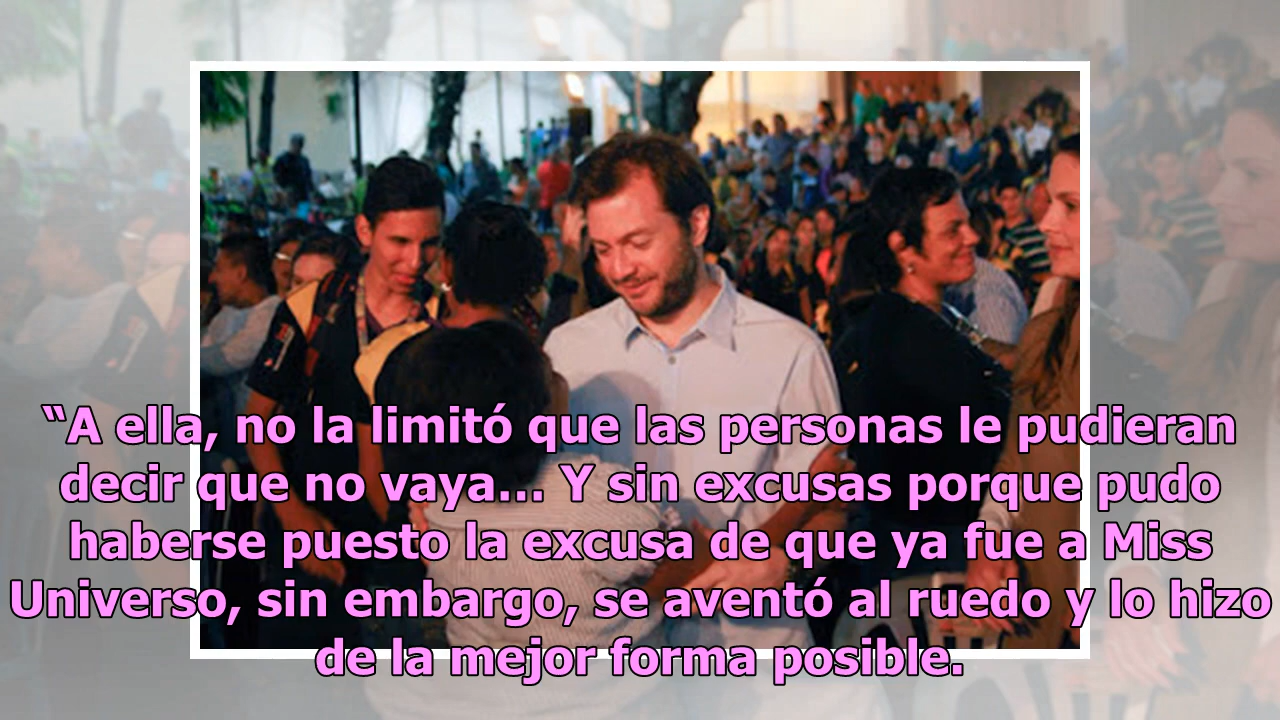 “A ella, no la limitó que las personas le pudieran
decir que no vaya... Y sin excusas porque pudo
haberse puesto la excusa de que ya fue a Miss
Universo, sin embargo, se aventó al ruedo y lo hizo
de la mejor forma posible.